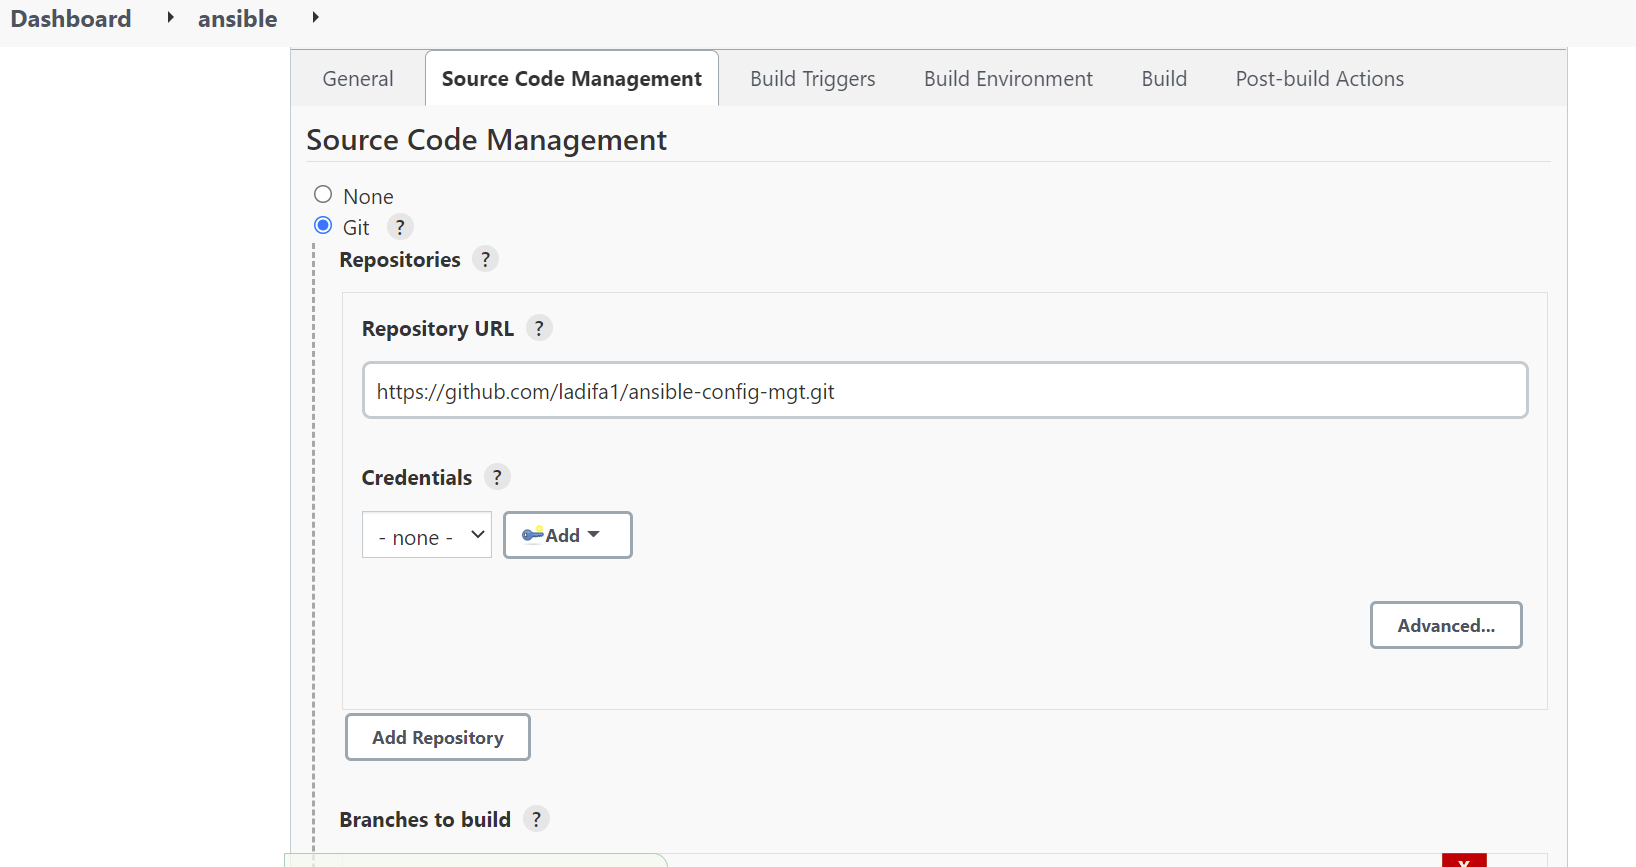 Dashboard ansible
General Source Code Management Build Triggers Build Environment Build Post-build Actions
Source Code Management
None
Git ?
Repositories ?
Repository URL ?
https://github.com/ladifa1/ansible-config-mgt.git
Credentials ?
- none - Add
Advanced...
Add Repository
Branches to build ?
X